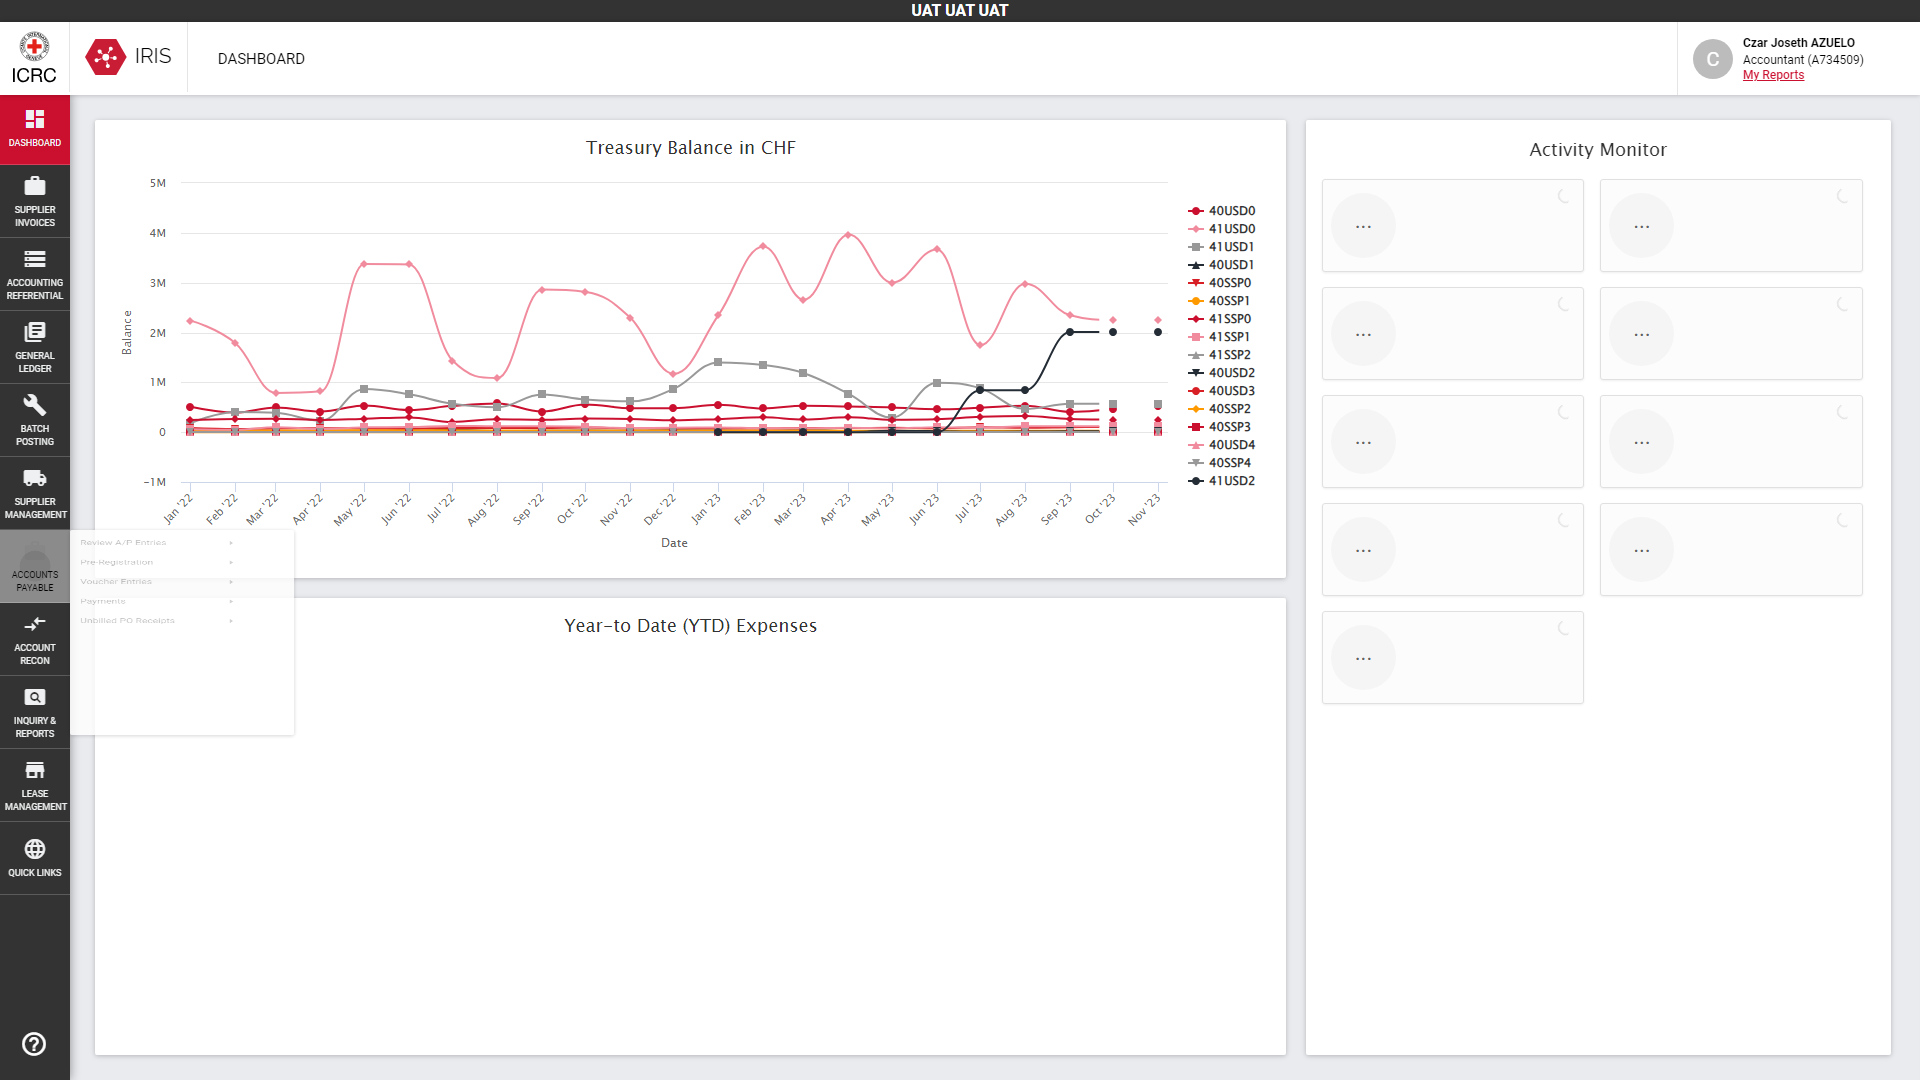 UAT UAT UAT
ICRC
IRIS
DASHBOARD
C
Czar Joseth AZUELO
Accountant (A734509)
My Reports
DASHBOARD
SUPPLIER
INVOICES
ACCOUNTING
REFERENTIAL
GENERAL
LEDGER
BATCH
POSTING
SUPPLIER
MANAGEMENT
ACCOUNTS
PAYABLE
ACCOUNT
RECON
INQUIRY &
REPORTS
LEASE
MANAGEMENT
QUICK LINKS
Review A/P Entries
Pre-Registration
Voucher Entries
Payments
Unbilled PO Receipts
Treasury Balance in CHF
Balance
5M
4M
3M
2M
1M
0
-1M
Jan '22
Feb '22
Mar '22
Apr '22
May '22
Jun '22
Jul '22
Aug '22
Sep '22
Oct '22
Nov '22
Dec '22
Jan '23
Feb '23
Mar '23
Apr '23
May '23
Jun '23
Jul '23
Aug '23
Sep '23
Oct '23
Nov '23
Date
40USD0
41USD0
41USD1
40USD1
40SSP0
40SSP1
41SSP0
41SSP1
41SSP2
40USD2
40USD3
40SSP2
40SSP3
40USD4
40SSP4
41USD2
Year-to Date (YTD) Expenses
Activity Monitor
...
...
...
...
...
...
...
...
...